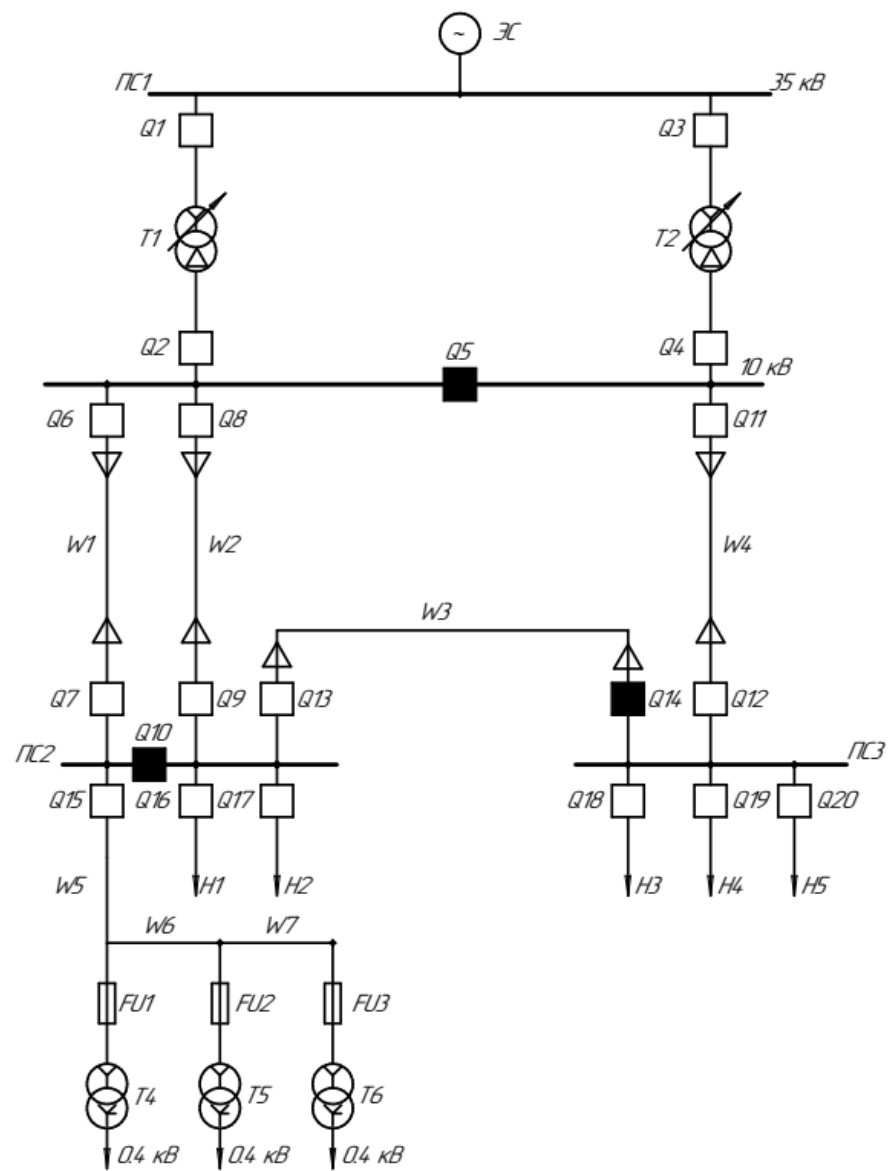 ~ ЭС
ПС1 35 кВ
Q1 Q3
T1 T2
Q2 Q5 Q4
10 кВ
Q6 Q8 Q11
W1 W2 W4
W3
Q7 Q9 Q13 Q14 Q12
Q10
ПС2 ПС3
Q15 Q16 Q17 Q18 Q19 Q20
W5 H1 H2 H3 H4 H5
W6 W7
FU1 FU2 FU3
T4 T5 T6
0.4 кВ 0.4 кВ 0.4 кВ